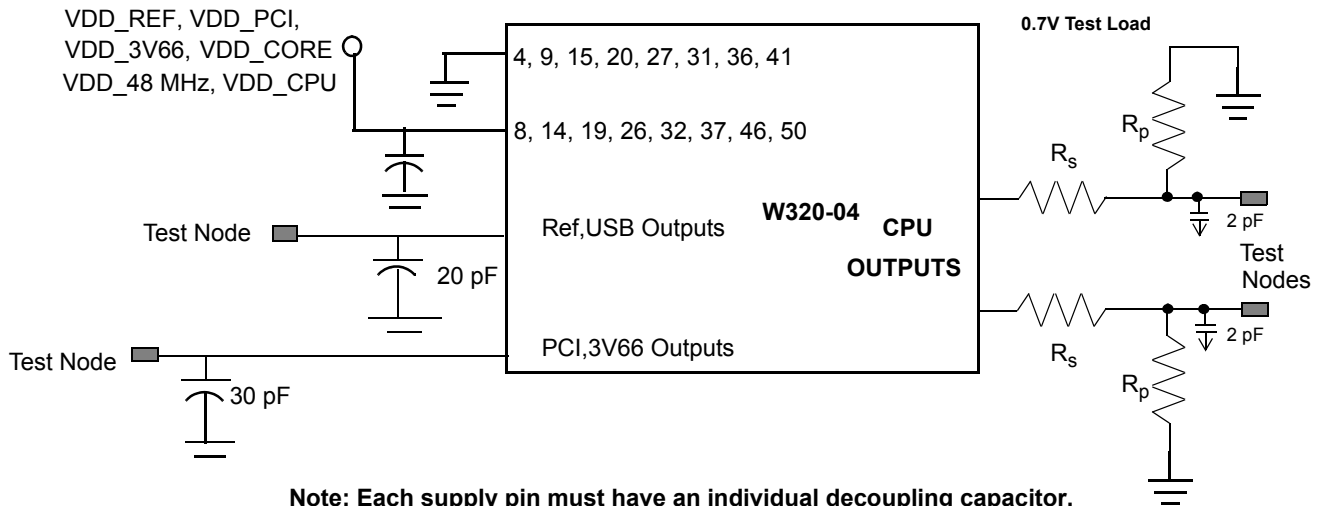 VDD_REF, VDD_PCI,
VDD_3V66, VDD_CORE
VDD_48 MHz, VDD_CPU
0.7V Test Load
4, 9, 15, 20, 27, 31, 36, 41
8, 14, 19, 26, 32, 37, 46, 50
Rp
Rs
W320-04
CPU
OUTPUTS
2 pF
Test Node
Ref,USB Outputs
20 pF
Test
Nodes
2 pF
Rs
Rp
Test Node
PCI,3V66 Outputs
30 pF
Note: Each supply pin must have an individual decoupling capacitor.